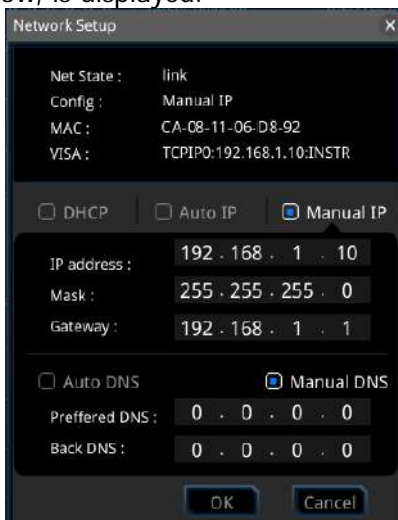 ow, is displayed.
Network Setup ×
Net State : link
Config : Manual IP
MAC : CA-08-11-06-D8-92
VISA : TCPIP0:192.168.1.10:INSTR
DHCP Auto IP Manual IP
IP address : 192 . 168 . 1 . 10
Mask : 255 . 255 . 255 . 0
Gateway : 192 . 168 . 1 . 1
Auto DNS Manual DNS
Preffered DNS : 0 . 0 . 0 . 0
Back DNS : 0 . 0 . 0 . 0
OK Cancel